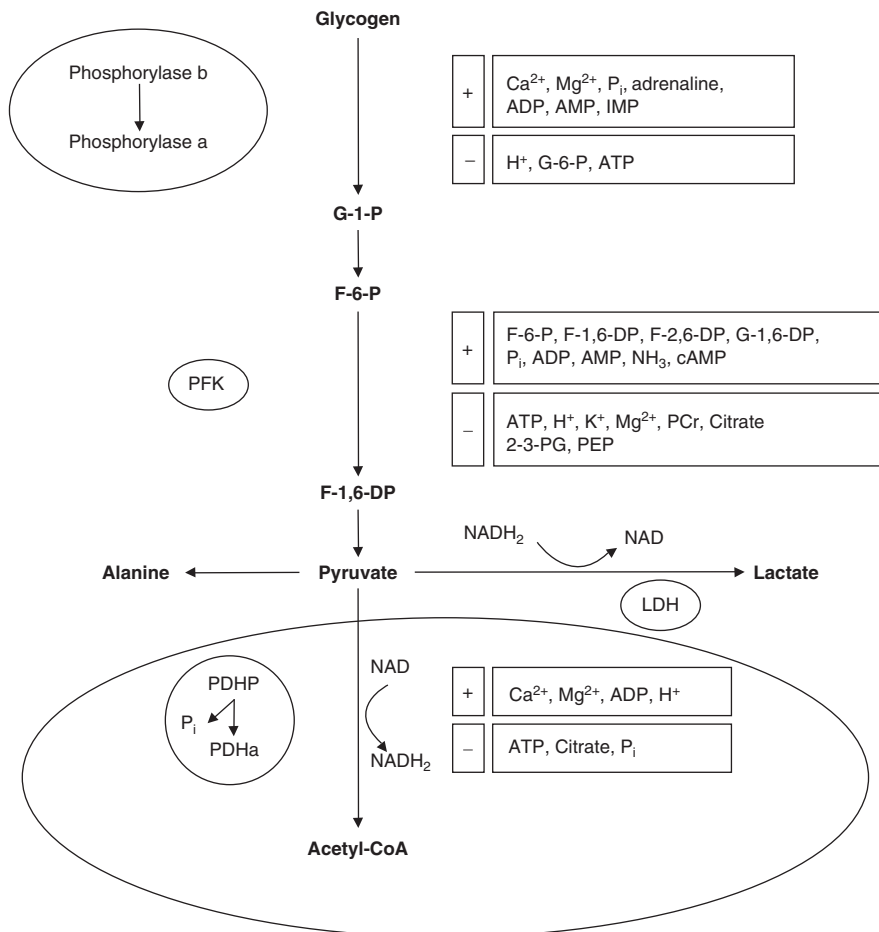 Glycogen
Phosphorylase b
Phosphorylase a
+
Ca²⁺, Mg²⁺, Pᵢ, adrenaline,
ADP, AMP, IMP
−
H⁺, G-6-P, ATP
G-1-P
F-6-P
PFK
+
F-6-P, F-1,6-DP, F-2,6-DP, G-1,6-DP,
Pᵢ, ADP, AMP, NH₃, cAMP
−
ATP, H⁺, K⁺, Mg²⁺, PCr, Citrate
2-3-PG, PEP
F-1,6-DP
NADH₂
NAD
Alanine
Pyruvate
Lactate
LDH
PDHP
Pᵢ
PDHa
NAD
NADH₂
+
Ca²⁺, Mg²⁺, ADP, H⁺
−
ATP, Citrate, Pᵢ
Acetyl-CoA